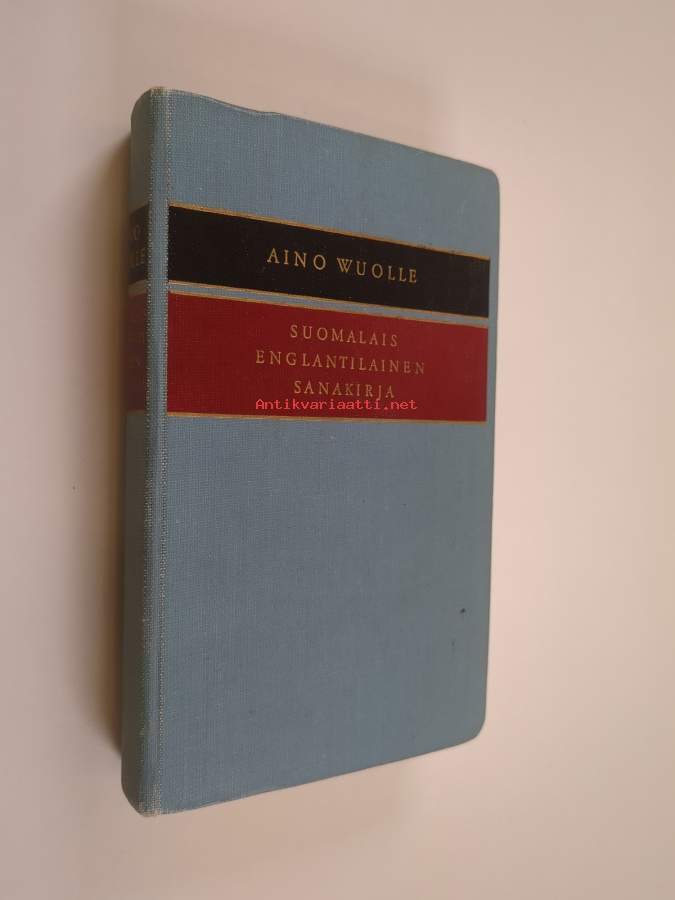 AINO WUOLLE
SUOMALAIS
ENGLANTILAINEN
SANAKIRJA
Antikvariaatti.net